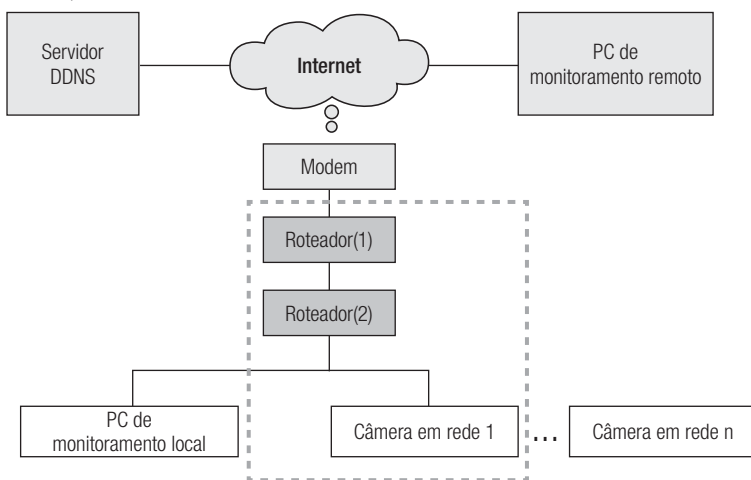 Servidor
DDNS
Internet
PC de
monitoramento remoto
Modem
Roteador(1)
Roteador(2)
PC de
monitoramento local
Câmera em rede 1
...
Câmera em rede n